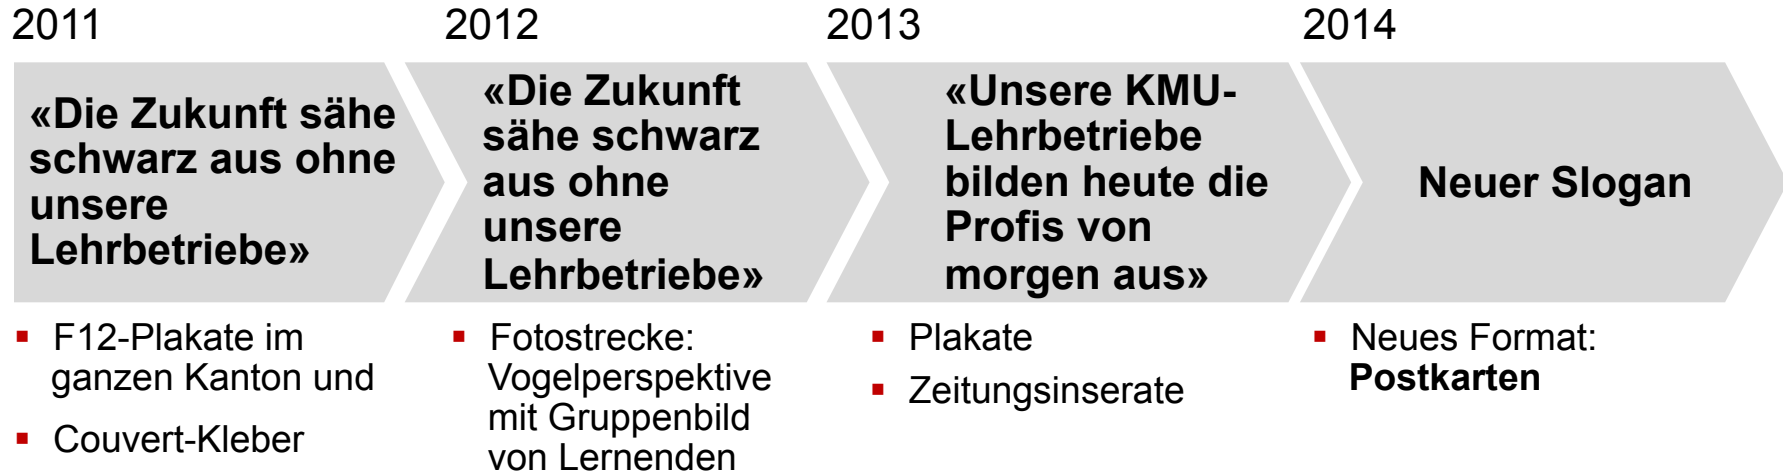 2011
«Die Zukunft sähe
schwarz aus ohne
unsere
Lehrbetriebe»
F12-Plakate im
ganzen Kanton und
Couvert-Kleber
2012
«Die Zukunft
sähe schwarz
aus ohne
unsere
Lehrbetriebe»
Fotostrecke:
Vogelperspektive
mit Gruppenbild
von Lernenden
2013
«Unsere KMU-
Lehrbetriebe
bilden heute die
Profis von
morgen aus»
Plakate
Zeitungsinserate
2014
Neuer Slogan
Neues Format:
Postkarten